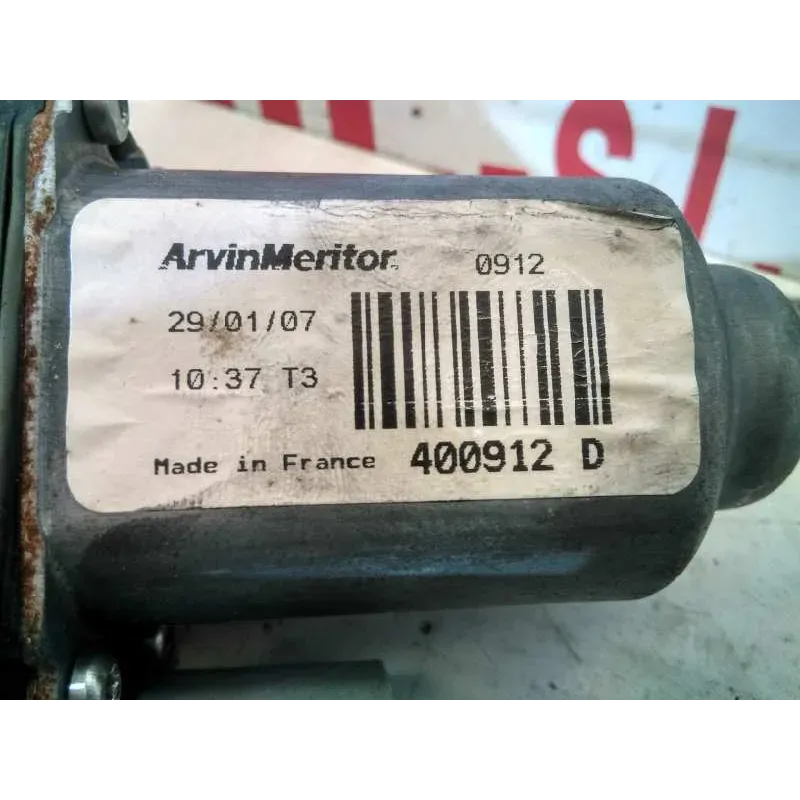 ArvinMeritor 0912
29/01/07
10:37 T3
Made in France 400912 D